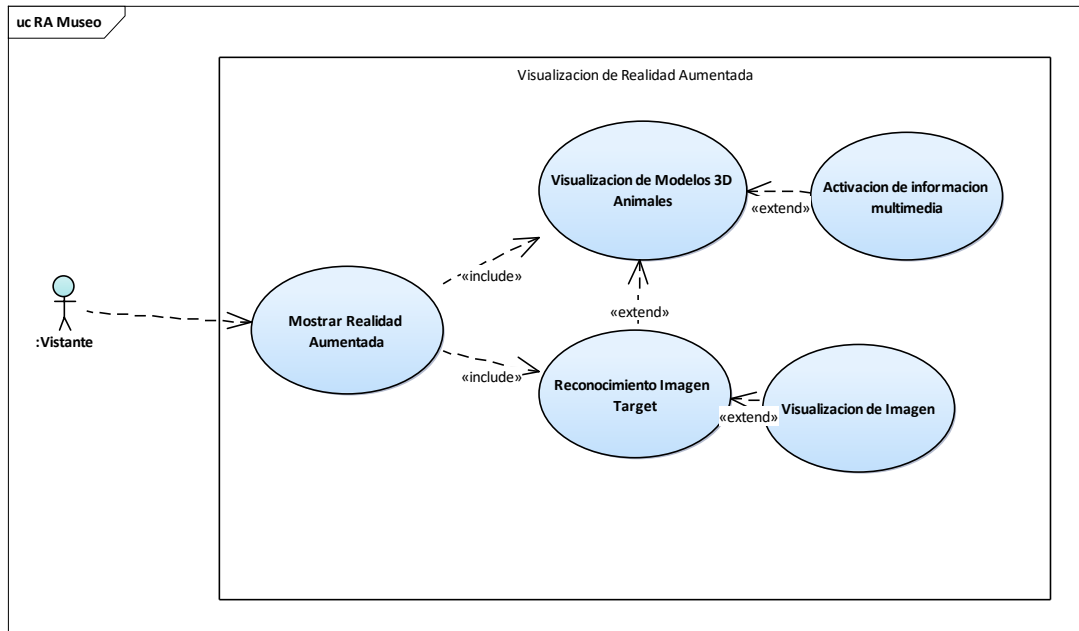 uc RA Museo
Visualizacion de Realidad Aumentada
Visualizacion de Modelos 3D
Animales
Activacion de informacion
multimedia
«extend»
«include»
«extend»
:Vistante
Mostrar Realidad
Aumentada
«include»
Reconocimiento Imagen
Target
«extend»
Visualizacion de Imagen